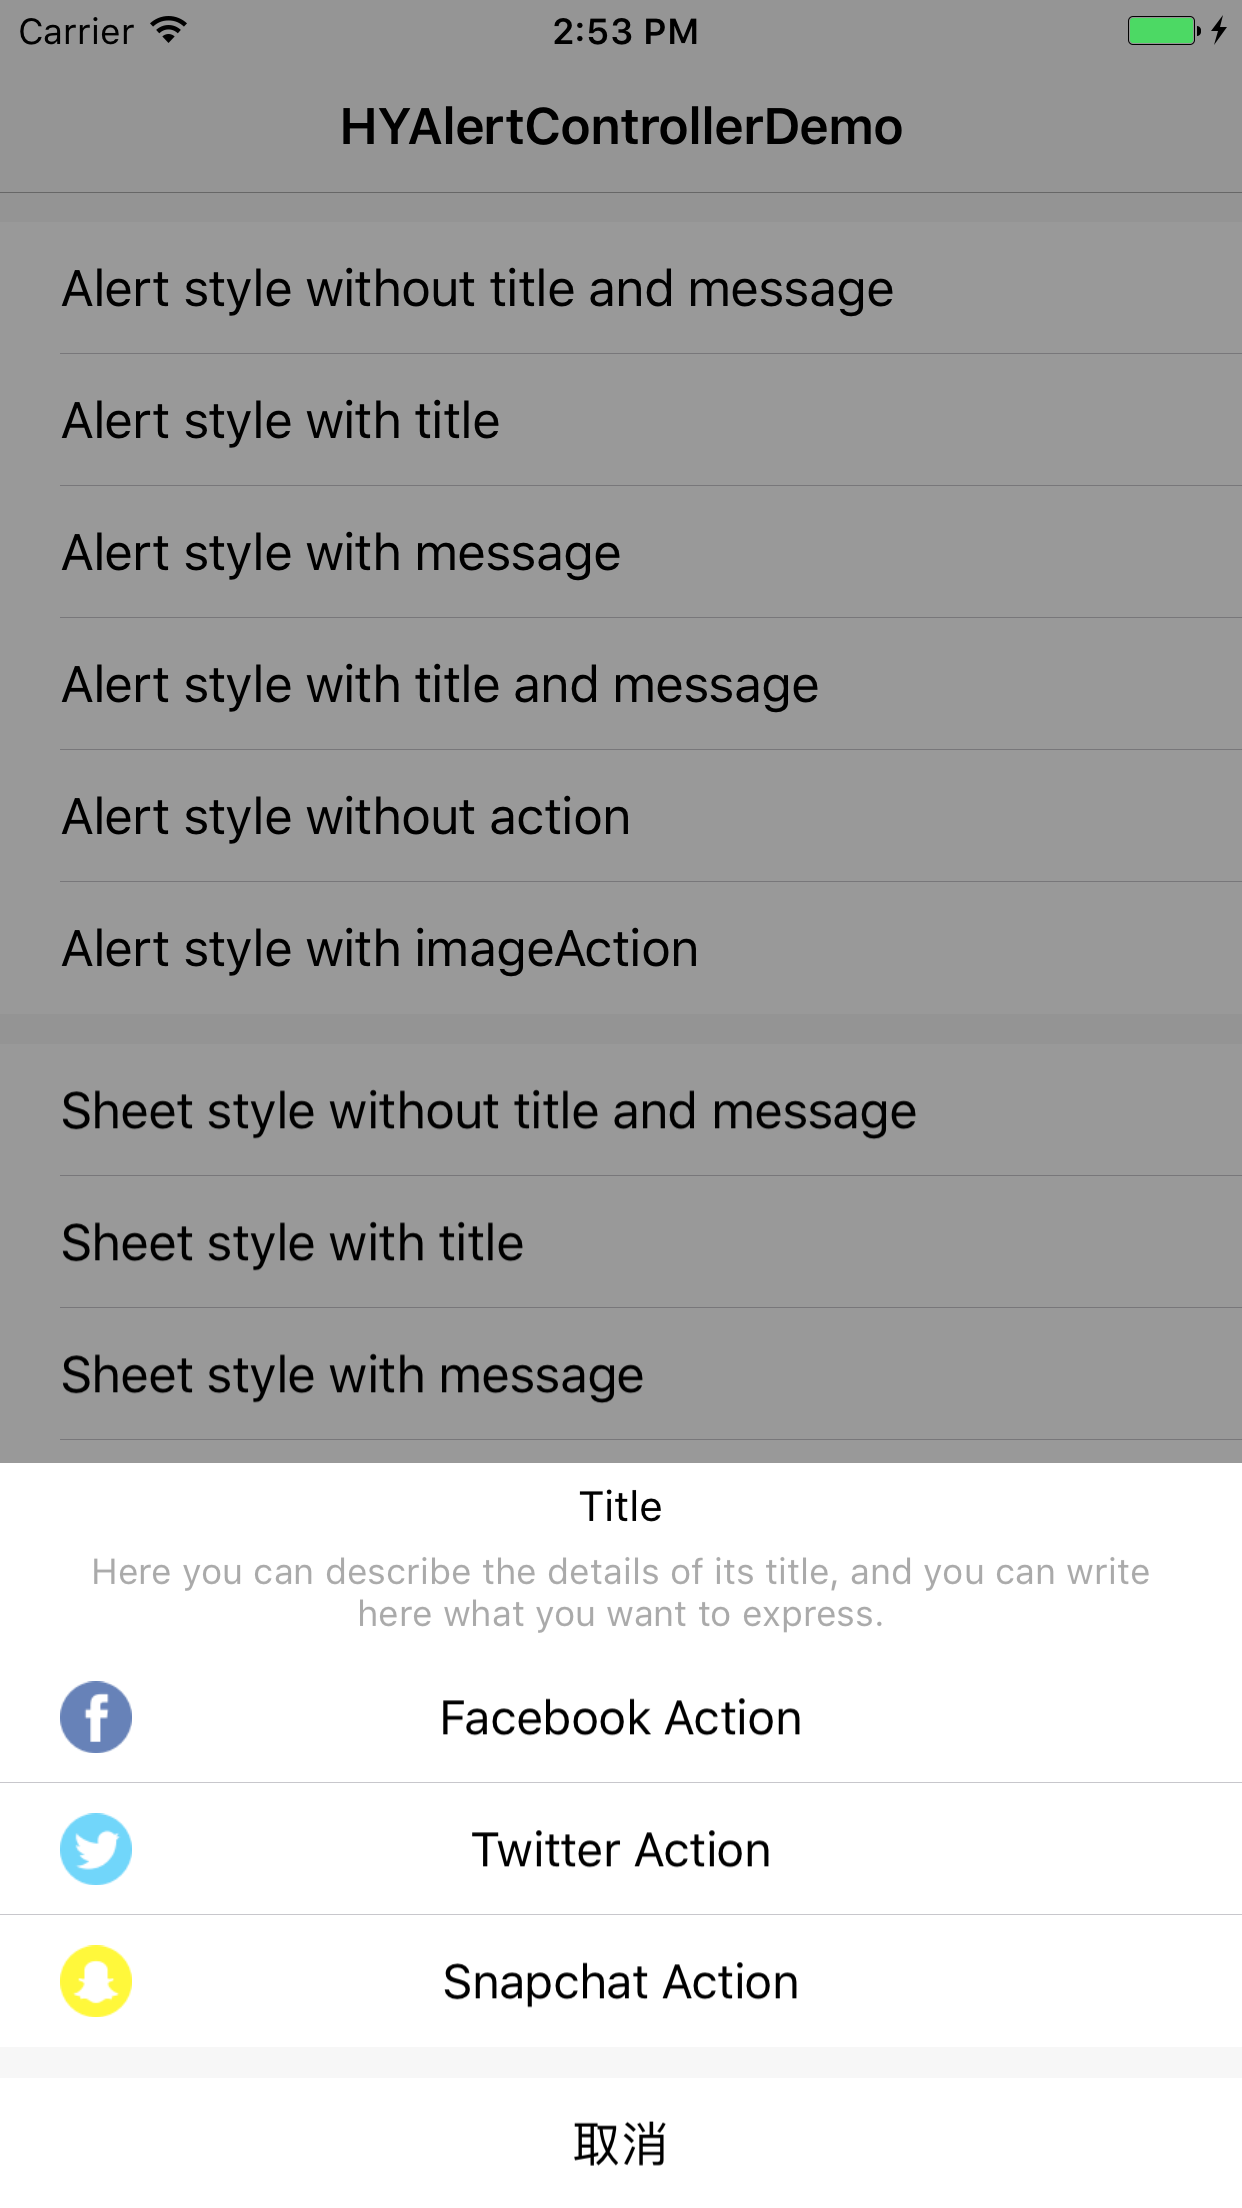 Carrier 2:53 PM
HYAlertControllerDemo
Alert style without title and message
Alert style with title
Alert style with message
Alert style with title and message
Alert style without action
Alert style with imageAction
Sheet style without title and message
Sheet style with title
Sheet style with message
Title
Here you can describe the details of its title, and you can write
here what you want to express.
Facebook Action
Twitter Action
Snapchat Action
取消